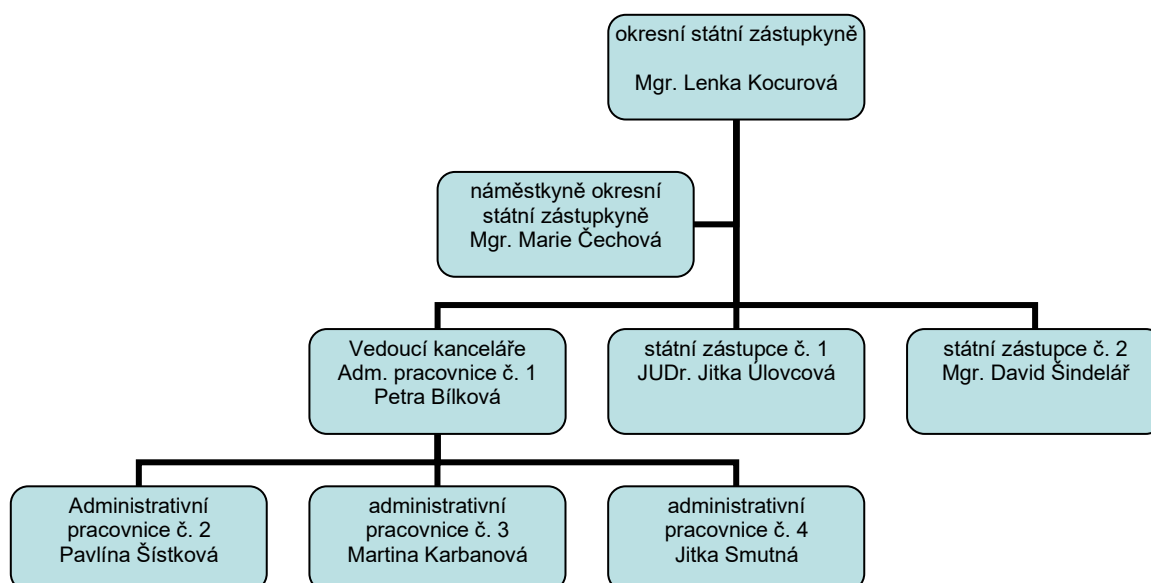 okresní státní zástupkyně
Mgr. Lenka Kocurová
náměstkyně okresní
státní zástupkyně
Mgr. Marie Čechová
Vedoucí kanceláře
Adm. pracovnice č. 1
Petra Bílková
státní zástupce č. 1
JUDr. Jitka Úlovcová
státní zástupce č. 2
Mgr. David Šindelář
Administrativní
pracovnice č. 2
Pavlína Šístková
administrativní
pracovnice č. 3
Martina Karbanová
administrativní
pracovnice č. 4
Jitka Smutná